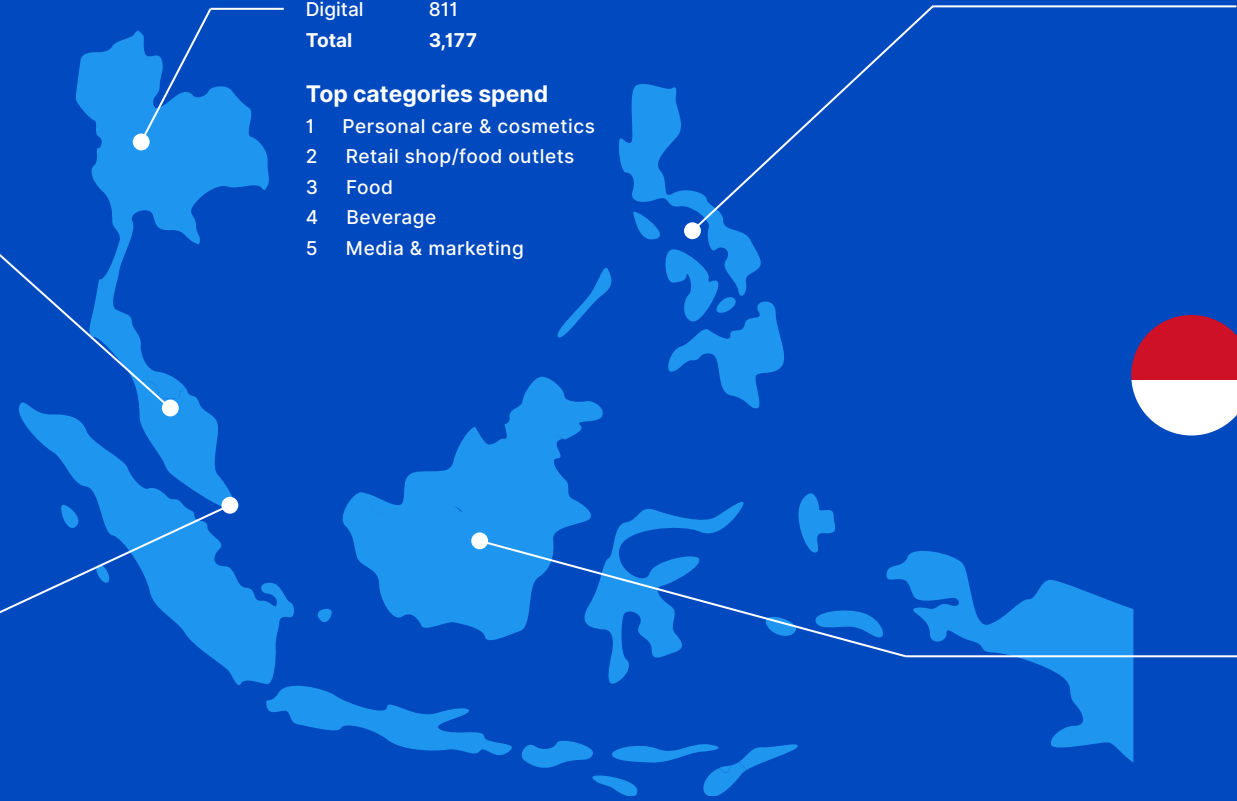 Digital 811
Total 3,177
Top categories spend
1 Personal care & cosmetics
2 Retail shop/food outlets
3 Food
4 Beverage
5 Media & marketing